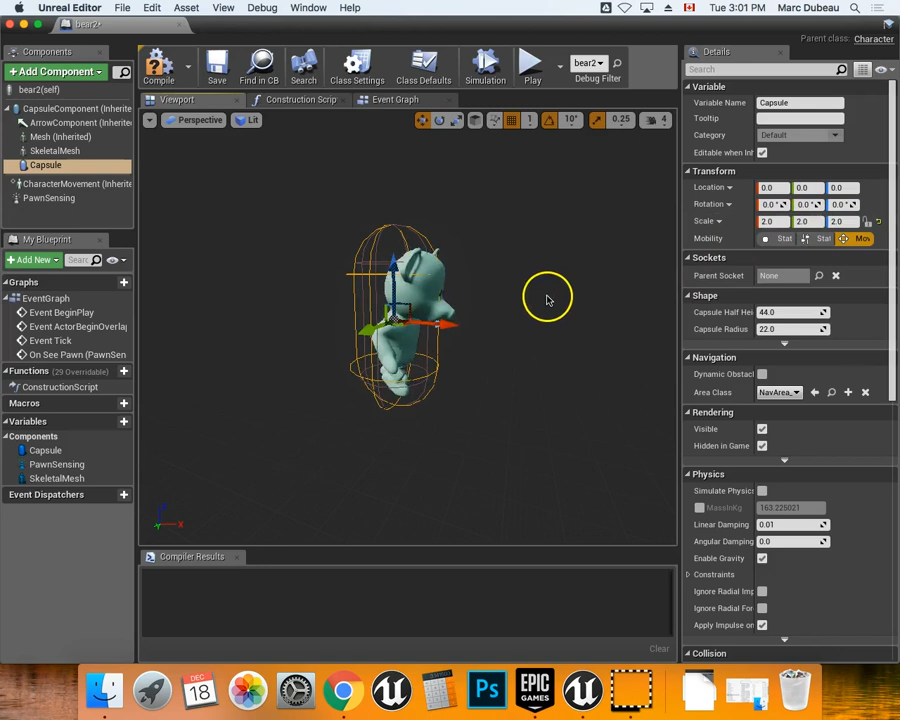 Unreal Editor File Edit Asset View Debug Window Help Tue 3:01 PM Marc Dubeau
bear2*
Parent class: Character
Components
Add Component
bear2(self)
CapsuleComponent (Inherite
ArrowComponent (Inherite
Mesh (Inherited)
SkeletalMesh
Capsule
CharacterMovement (Inherite
PawnSensing
My Blueprint
Add New Searc
Graphs
EventGraph
Event BeginPlay
Event ActorBeginOverla
Event Tick
On See Pawn (PawnSen
Functions (29 Overridable)
ConstructionScript
Macros
Variables
Components
Capsule
PawnSensing
SkeletalMesh
Event Dispatchers
Compile Save Find in CB Search Class Settings Class Defaults Simulation Play
bear2
Debug Filter
Viewport Construction Scrip Event Graph
Perspective Lit 1 10° 0.25 4
Z X Y
Compiler Results
Clear
Details
Search
Variable
Variable Name Capsule
Tooltip
Category Default
Editable when Inh
Transform
Location 0.0 0.0 0.0
Rotation 0.0 ° 0.0 ° 0.0 °
Scale 2.0 2.0 2.0
Mobility Stat Stati Mov
Sockets
Parent Socket None
Shape
Capsule Half Hei 44.0
Capsule Radius 22.0
Navigation
Dynamic Obstacl
Area Class NavArea_
Rendering
Visible
Hidden in Game
Physics
Simulate Physics
MassInKg 163.225021
Linear Damping 0.01
Angular Damping 0.0
Enable Gravity
Constraints
Ignore Radial Imp
Ignore Radial For
Apply Impulse on
Collision
DEC
18
Ps
EPIC
GAMES